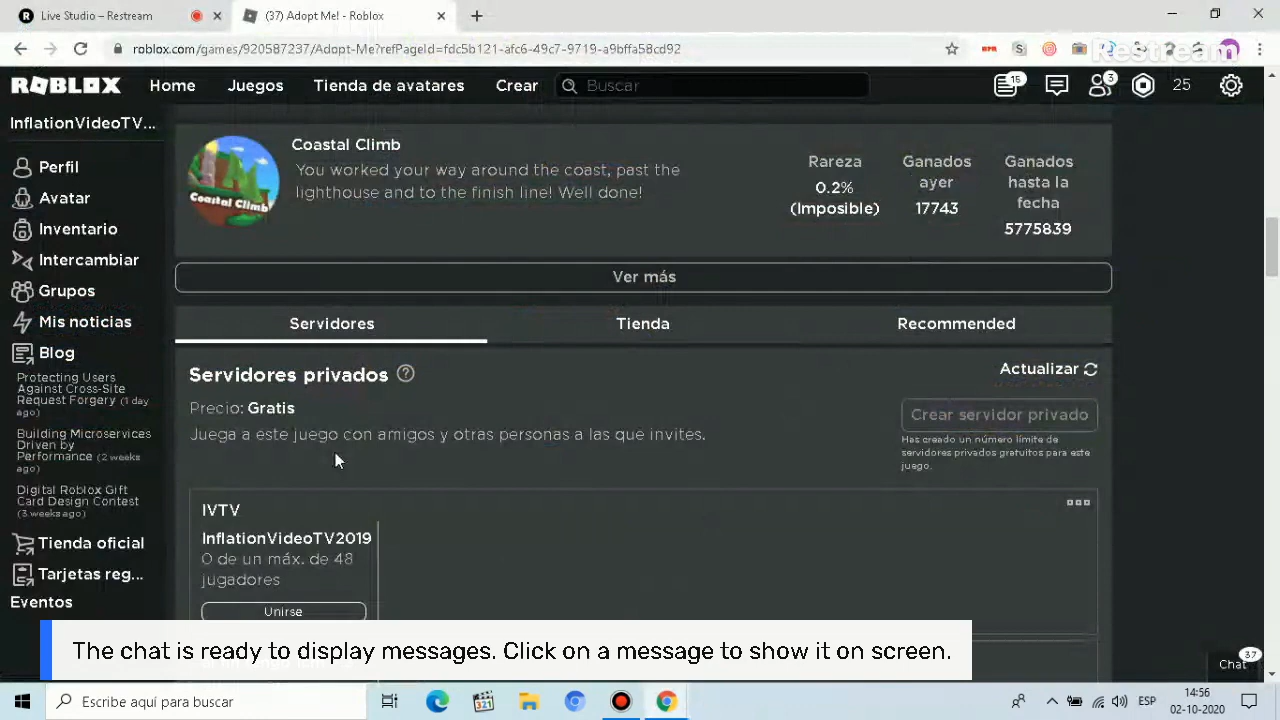 Live Studio – Restream
(37) Adopt Me! - Roblox
roblox.com/games/920587237/Adopt-Me?refPageId=fdc5b121-afc6-49c7-9719-a9bffa58cd92
Restream
ROBLOX
Home
Juegos
Tienda de avatares
Crear
Buscar
15
3
25
InflationVideoTV...
Perfil
Avatar
Inventario
Intercambiar
Grupos
Mis noticias
Blog
Protecting Users
Against Cross-Site
Request Forgery (1 day
ago)
Building Microservices
Driven by
Performance (2 weeks
ago)
Digital Roblox Gift
Card Design Contest
(3 weeks ago)
Tienda oficial
Tarjetas reg...
Eventos
Coastal Climb
Coastal Climb
You worked your way around the coast, past the
lighthouse and to the finish line! Well done!
Rareza
0.2%
(Imposible)
Ganados
ayer
17743
Ganados
hasta la
fecha
5775839
Ver más
Servidores
Tienda
Recommended
Servidores privados
Actualizar
Precio: Gratis
Juega a este juego con amigos y otras personas a las que invites.
Crear servidor privado
Has creado un número límite de
servidores privados gratuitos para este
juego.
IVTV
InflationVideoTV2019
0 de un máx. de 48
jugadores
Unirse
The chat is ready to display messages. Click on a message to show it on screen.
Chat
37
Escribe aquí para buscar
ESP
14:56
02-10-2020